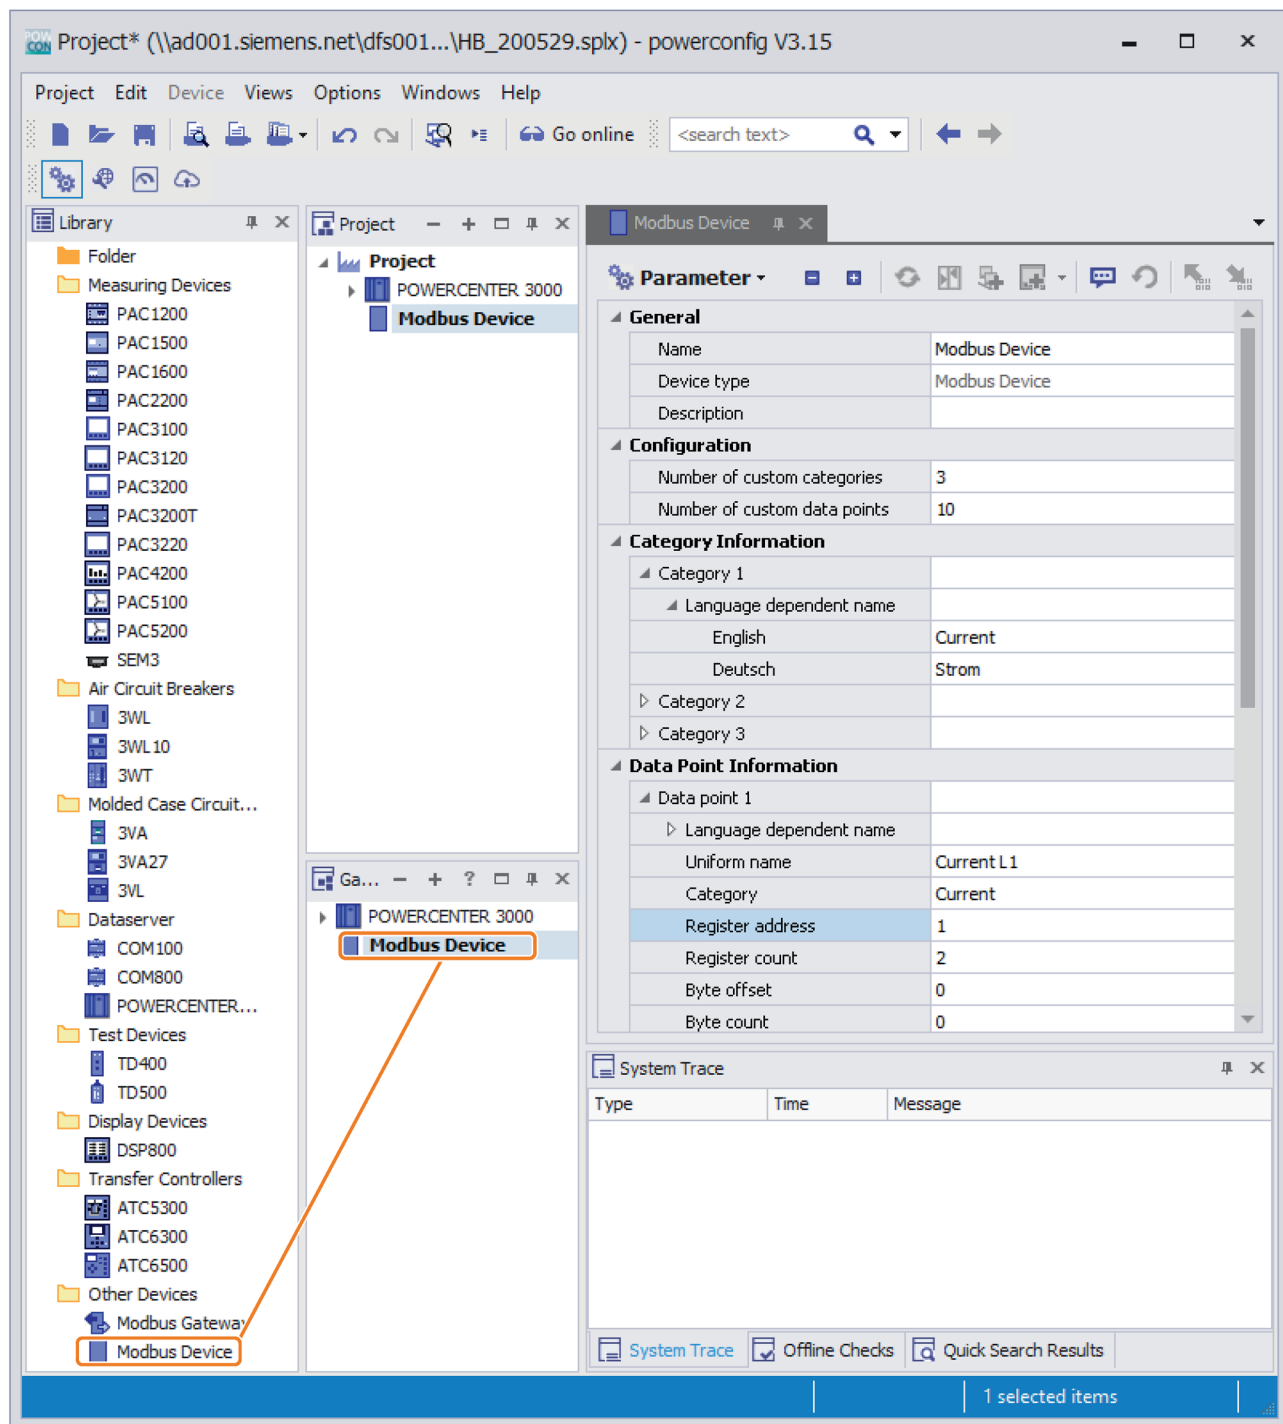 POW CON Project* (\\ad001.siemens.net\dfs001...\HB_200529.splx) - powerconfig V3.15
Project Edit Device Views Options Windows Help
Go online <search text>
Library
Folder
Measuring Devices
PAC1200
PAC1500
PAC1600
PAC2200
PAC3100
PAC3120
PAC3200
PAC3200T
PAC3220
PAC4200
PAC5100
PAC5200
SEM3
Air Circuit Breakers
3WL
3WL10
3WT
Molded Case Circuit...
3VA
3VA27
3VL
Dataserver
COM100
COM800
POWERCENTER...
Test Devices
TD400
TD500
Display Devices
DSP800
Transfer Controllers
ATC5300
ATC6300
ATC6500
Other Devices
Modbus Gateway
Modbus Device
Project
Project
POWERCENTER 3000
Modbus Device
Ga... ?
POWERCENTER 3000
Modbus Device
Modbus Device
Parameter
General
Name Modbus Device
Device type Modbus Device
Description
Configuration
Number of custom categories 3
Number of custom data points 10
Category Information
Category 1
Language dependent name
English Current
Deutsch Strom
Category 2
Category 3
Data Point Information
Data point 1
Language dependent name
Uniform name Current L1
Category Current
Register address 1
Register count 2
Byte offset 0
Byte count 0
System Trace
Type Time Message
System Trace Offline Checks Quick Search Results
1 selected items